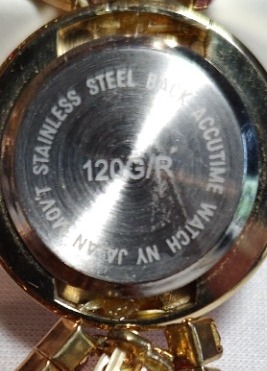 STAINLESS STEEL BACK ACCUTIME WATCH NY JAPAN MOV'T
120G/R